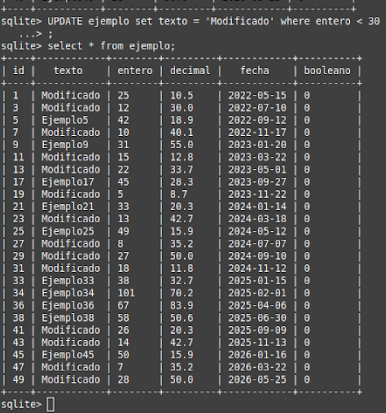 sqlite> UPDATE ejemplo set texto = 'Modificado' where entero < 30
   ...> ;
sqlite> select * from ejemplo;
+----+------------+--------+---------+------------+----------+
| id |   texto    | entero | decimal |   fecha    | booleano |
+----+------------+--------+---------+------------+----------+
| 1  | Modificado | 25     | 10.5    | 2022-05-15 | 0        |
| 3  | Modificado | 12     | 30.0    | 2022-07-10 | 0        |
| 5  | Ejemplo5   | 42     | 18.9    | 2022-09-12 | 0        |
| 7  | Modificado | 10     | 40.1    | 2022-11-17 | 0        |
| 9  | Ejemplo9   | 31     | 55.0    | 2023-01-20 | 0        |
| 11 | Modificado | 15     | 12.8    | 2023-03-22 | 0        |
| 13 | Modificado | 22     | 33.7    | 2023-05-01 | 0        |
| 17 | Ejemplo17  | 45     | 28.3    | 2023-09-27 | 0        |
| 19 | Modificado | 5      | 8.7     | 2023-11-22 | 0        |
| 21 | Ejemplo21  | 33     | 20.3    | 2024-01-14 | 0        |
| 23 | Modificado | 13     | 42.7    | 2024-03-18 | 0        |
| 25 | Ejemplo25  | 49     | 15.9    | 2024-05-12 | 0        |
| 27 | Modificado | 8      | 35.2    | 2024-07-07 | 0        |
| 29 | Modificado | 27     | 50.0    | 2024-09-10 | 0        |
| 31 | Modificado | 18     | 11.8    | 2024-11-12 | 0        |
| 33 | Ejemplo33  | 38     | 32.7    | 2025-01-15 | 0        |
| 34 | Ejemplo34  | 101    | 70.2    | 2025-02-01 | 0        |
| 36 | Ejemplo36  | 67     | 83.9    | 2025-04-06 | 0        |
| 38 | Ejemplo38  | 58     | 50.6    | 2025-06-30 | 0        |
| 41 | Modificado | 26     | 20.3    | 2025-09-09 | 0        |
| 43 | Modificado | 14     | 42.7    | 2025-11-13 | 0        |
| 45 | Ejemplo45  | 50     | 15.9    | 2026-01-16 | 0        |
| 47 | Modificado | 7      | 35.2    | 2026-03-22 | 0        |
| 49 | Modificado | 28     | 50.0    | 2026-05-25 | 0        |
+----+------------+--------+---------+------------+----------+
sqlite>